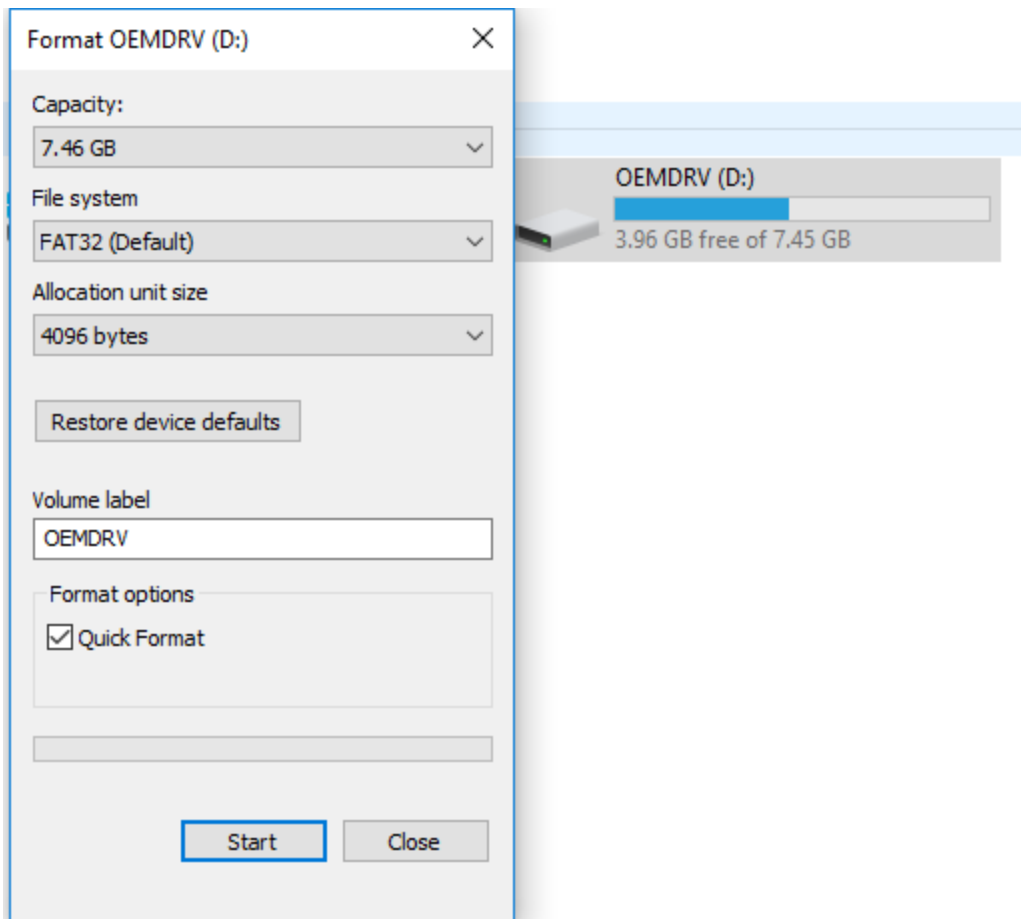 Format OEMDRV (D:)
Capacity:
7.46 GB
File system
FAT32 (Default)
Allocation unit size
4096 bytes
Restore device defaults
Volume label
OEMDRV
Format options
Quick Format
Start
Close
OEMDRV (D:)
3.96 GB free of 7.45 GB